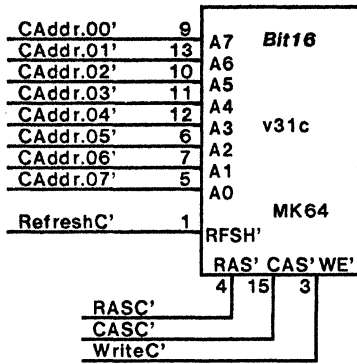 CAddr.00' 9 A7 Bit16
CAddr.01' 13 A6
CAddr.02' 10 A5
CAddr.03' 11 A4
CAddr.04' 12 A3 v31c
CAddr.05' 6 A2
CAddr.06' 7 A1
CAddr.07' 5 A0
MK64
RefreshC' 1 RFSH'
RAS' CAS' WE'
4 15 3
RASC'
CASC'
WriteC'